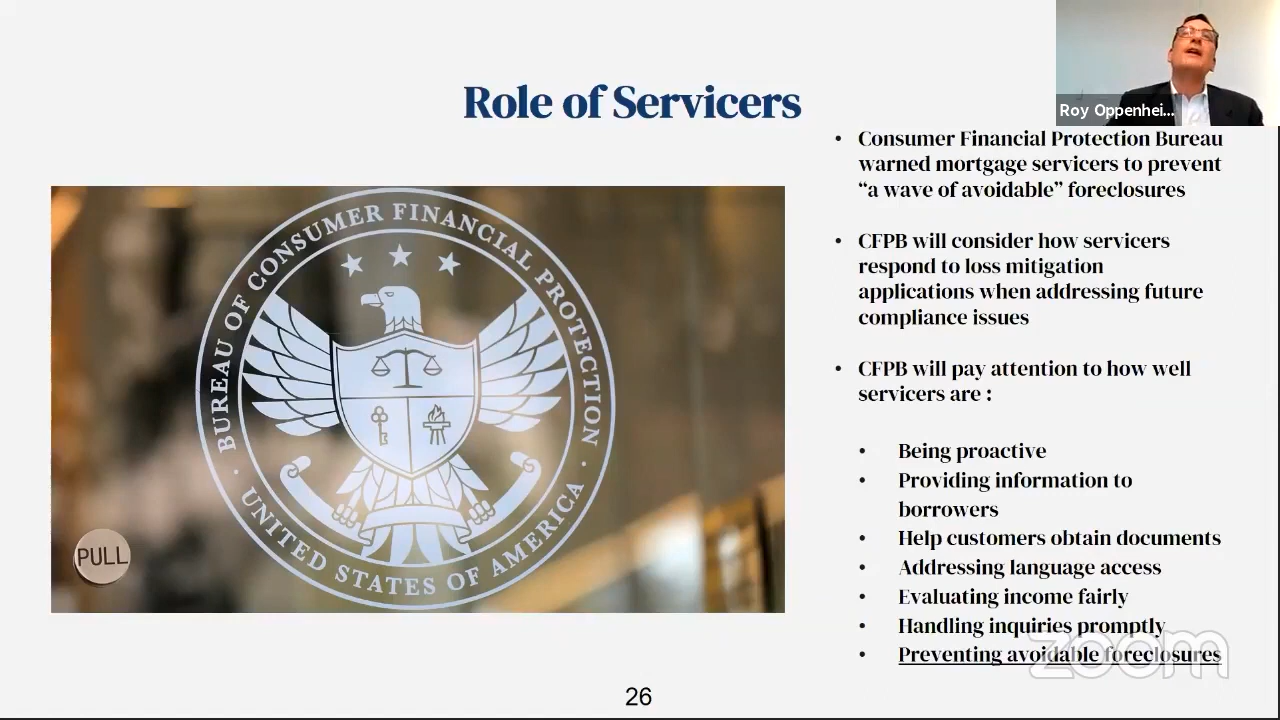 Role of Servicers
Roy Oppenhei...
• Consumer Financial Protection Bureau
warned mortgage servicers to prevent
“a wave of avoidable” foreclosures
• CFPB will consider how servicers
respond to loss mitigation
applications when addressing future
compliance issues
• CFPB will pay attention to how well
servicers are :
• Being proactive
• Providing information to
borrowers
• Help customers obtain documents
• Addressing language access
• Evaluating income fairly
• Handling inquiries promptly
• Preventing avoidable foreclosures
BUREAU OF CONSUMER FINANCIAL PROTECTION
· UNITED STATES OF AMERICA ·
PULL
zoom
26